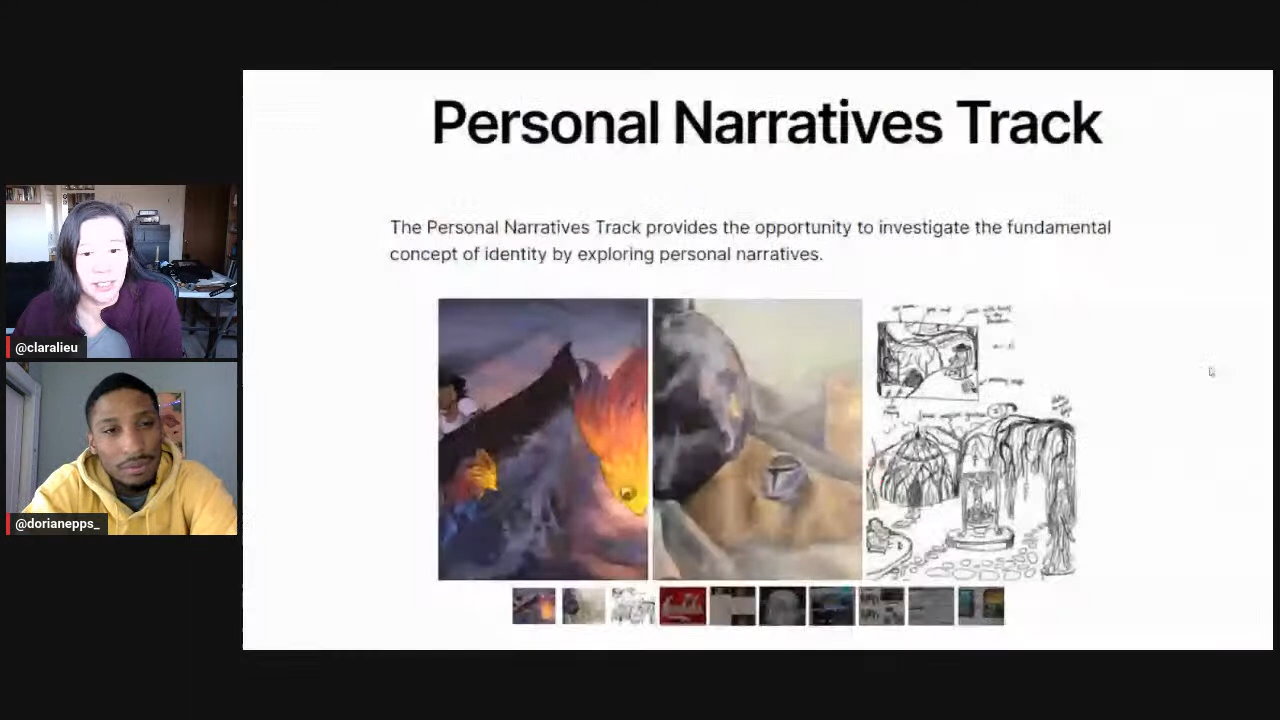 Personal Narratives Track
The Personal Narratives Track provides the opportunity to investigate the fundamental
concept of identity by exploring personal narratives.
@claralieu
@dorianepps_